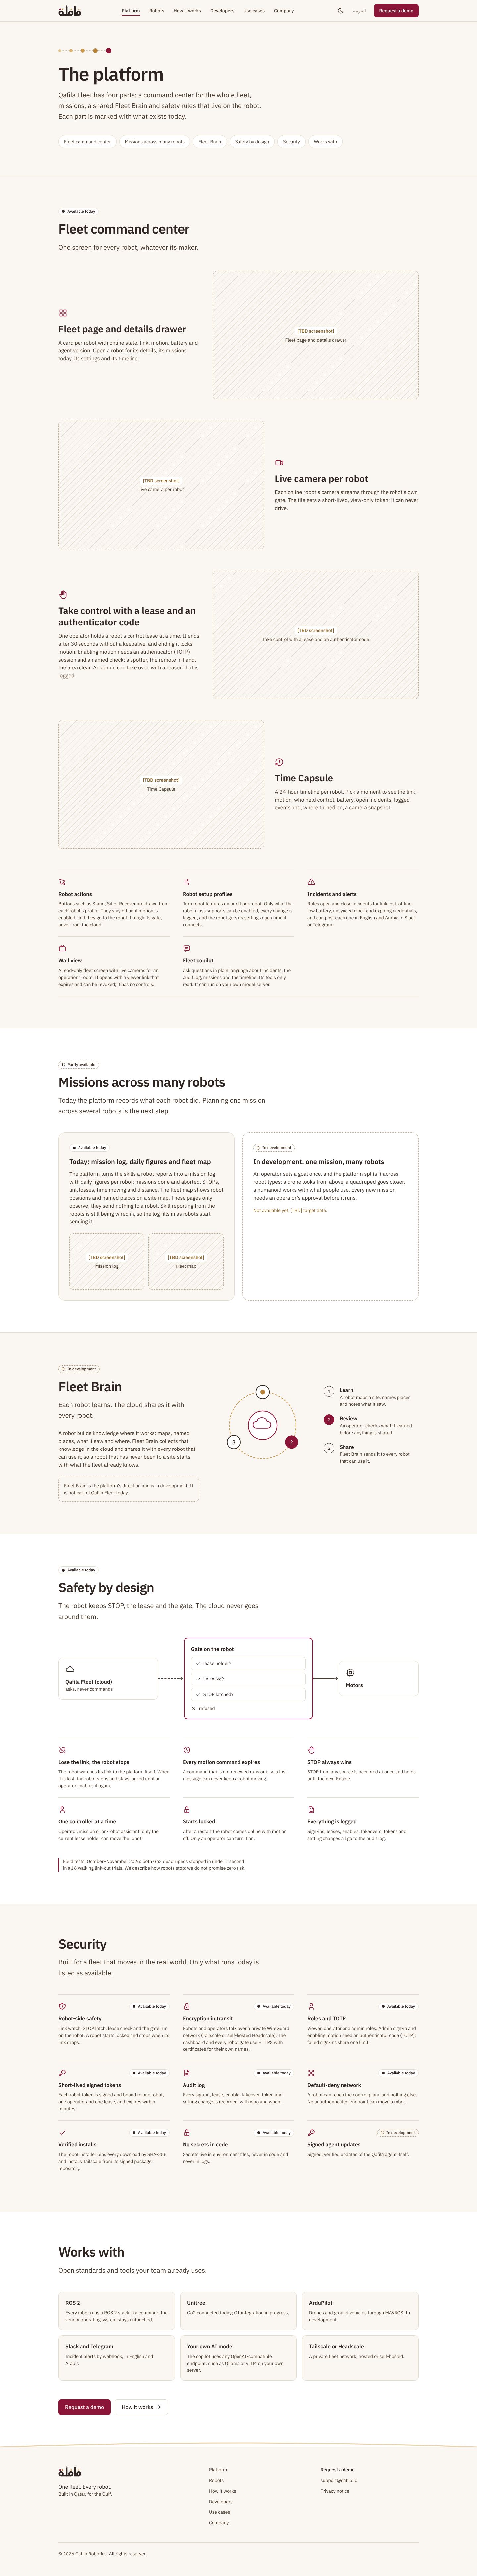 قافلة
Platform
Robots
How it works
Developers
Use cases
Company
العربية
Request a demo
The platform
Qafila Fleet has four parts: a command center for the whole fleet,
missions, a shared Fleet Brain and safety rules that live on the robot.
Each part is marked with what exists today.
Fleet command center
Missions across many robots
Fleet Brain
Safety by design
Security
Works with
Available today
Fleet command center
One screen for every robot, whatever its maker.
Fleet page and details drawer
A card per robot with online state, link, motion, battery and
agent version. Open a robot for its details, its missions
today, its settings and its timeline.
[TBD screenshot]
Fleet page and details drawer
[TBD screenshot]
Live camera per robot
Live camera per robot
Each online robot's camera streams through the robot's own
gate. The tile gets a short-lived, view-only token; it can never
drive.
Take control with a lease and an
authenticator code
One operator holds a robot's control lease at a time. It ends
after 30 seconds without a keepalive, and ending it locks
motion. Enabling motion needs an authenticator (TOTP)
session and a named check: a spotter, the remote in hand,
the area clear. An admin can take over, with a reason that is
logged.
[TBD screenshot]
Take control with a lease and an authenticator code
[TBD screenshot]
Time Capsule
Time Capsule
A 24-hour timeline per robot. Pick a moment to see the link,
motion, who held control, battery, open incidents, logged
events and, where turned on, a camera snapshot.
Robot actions
Buttons such as Stand, Sit or Recover are drawn from
each robot's profile. They stay off until motion is
enabled, and they go to the robot through its gate,
never from the cloud.
Robot setup profiles
Turn robot features on or off per robot. Only what the
robot class supports can be enabled, every change is
logged, and the robot gets its settings each time it
connects.
Incidents and alerts
Rules open and close incidents for link lost, offline,
low battery, unsynced clock and expiring credentials,
and can post each one in English and Arabic to Slack
or Telegram.
Wall view
A read-only fleet screen with live cameras for an
operations room. It opens with a viewer link that
expires and can be revoked; it has no controls.
Fleet copilot
Ask questions in plain language about incidents, the
audit log, missions and the timeline. Its tools only
read. It can run on your own model server.
Partly available
Missions across many robots
Today the platform records what each robot did. Planning one mission
across several robots is the next step.
Available today
Today: mission log, daily figures and fleet map
The platform turns the skills a robot reports into a mission log
with daily figures per robot: missions done and aborted, STOPs,
link losses, time moving and distance. The fleet map shows robot
positions and named places on a site map. These pages only
observe; they send nothing to a robot. Skill reporting from the
robots is still being wired in, so the log fills in as robots start
sending it.
[TBD screenshot]
Mission log
[TBD screenshot]
Fleet map
In development
In development: one mission, many robots
An operator sets a goal once, and the platform splits it across
robot types: a drone looks from above, a quadruped goes closer,
a humanoid works with what people use. Every new mission
needs an operator's approval before it runs.
Not available yet. [TBD] target date.
In development
Fleet Brain
Each robot learns. The cloud shares it with
every robot.
A robot builds knowledge where it works: maps, named
places, what it saw and where. Fleet Brain collects that
knowledge in the cloud and shares it with every robot that
can use it, so a robot that has never been to a site starts
with what the fleet already knows.
Fleet Brain is the platform's direction and is in development. It
is not part of Qafila Fleet today.
3
2
1
Learn
A robot maps a site, names places
and notes what it saw.
2
Review
An operator checks what it learned
before anything is shared.
3
Share
Fleet Brain sends it to every robot
that can use it.
Available today
Safety by design
The robot keeps STOP, the lease and the gate. The cloud never goes
around them.
Qafila Fleet (cloud)
asks, never commands
Gate on the robot
lease holder?
link alive?
STOP latched?
refused
Motors
Lose the link, the robot stops
The robot watches its link to the platform itself. When
it is lost, the robot stops and stays locked until an
operator enables it again.
Every motion command expires
A command that is not renewed runs out, so a lost
message can never keep a robot moving.
STOP always wins
STOP from any source is accepted at once and holds
until the next Enable.
One controller at a time
Operator, mission or on-robot assistant: only the
current lease holder can move the robot.
Starts locked
After a restart the robot comes online with motion
off. Only an operator can turn it on.
Everything is logged
Sign-ins, leases, enables, takeovers, tokens and
setting changes all go to the audit log.
Field tests, October–November 2026: both Go2 quadrupeds stopped in under 1 second
in all 6 walking link-cut trials. We describe how robots stop; we do not promise zero risk.
Security
Built for a fleet that moves in the real world. Only what runs today is
listed as available.
Available today
Robot-side safety
Link watch, STOP latch, lease check and the gate run
on the robot. A robot starts locked and stops when its
link drops.
Available today
Encryption in transit
Robots and operators talk over a private WireGuard
network (Tailscale or self-hosted Headscale). The
dashboard and every robot gate use HTTPS with
certificates for their own names.
Available today
Roles and TOTP
Viewer, operator and admin roles. Admin sign-in and
enabling motion need an authenticator code (TOTP);
failed sign-ins share one limit.
Available today
Short-lived signed tokens
Each robot token is signed and bound to one robot,
one operator and one lease, and expires within
minutes.
Available today
Audit log
Every sign-in, lease, enable, takeover, token and
setting change is recorded, with who and when.
Available today
Default-deny network
A robot can reach the control plane and nothing else.
No unauthenticated endpoint can move a robot.
Available today
Verified installs
The robot installer pins every download by SHA-256
and installs Tailscale from its signed package
repository.
Available today
No secrets in code
Secrets live in environment files, never in code and
never in logs.
In development
Signed agent updates
Signed, verified updates of the Qafila agent itself.
Works with
Open standards and tools your team already uses.
ROS 2
Every robot runs a ROS 2 stack in a container; the
vendor operating system stays untouched.
Unitree
Go2 connected today; G1 integration in progress.
ArduPilot
Drones and ground vehicles through MAVROS. In
development.
Slack and Telegram
Incident alerts by webhook, in English and
Arabic.
Your own AI model
The copilot uses any OpenAI-compatible
endpoint, such as Ollama or vLLM on your own
server.
Tailscale or Headscale
A private fleet network, hosted or self-hosted.
Request a demo
How it works
قافلة
One fleet. Every robot.
Built in Qatar, for the Gulf.
Platform
Robots
How it works
Developers
Use cases
Company
Request a demo
support@qafila.io
Privacy notice
© 2026 Qafila Robotics. All rights reserved.